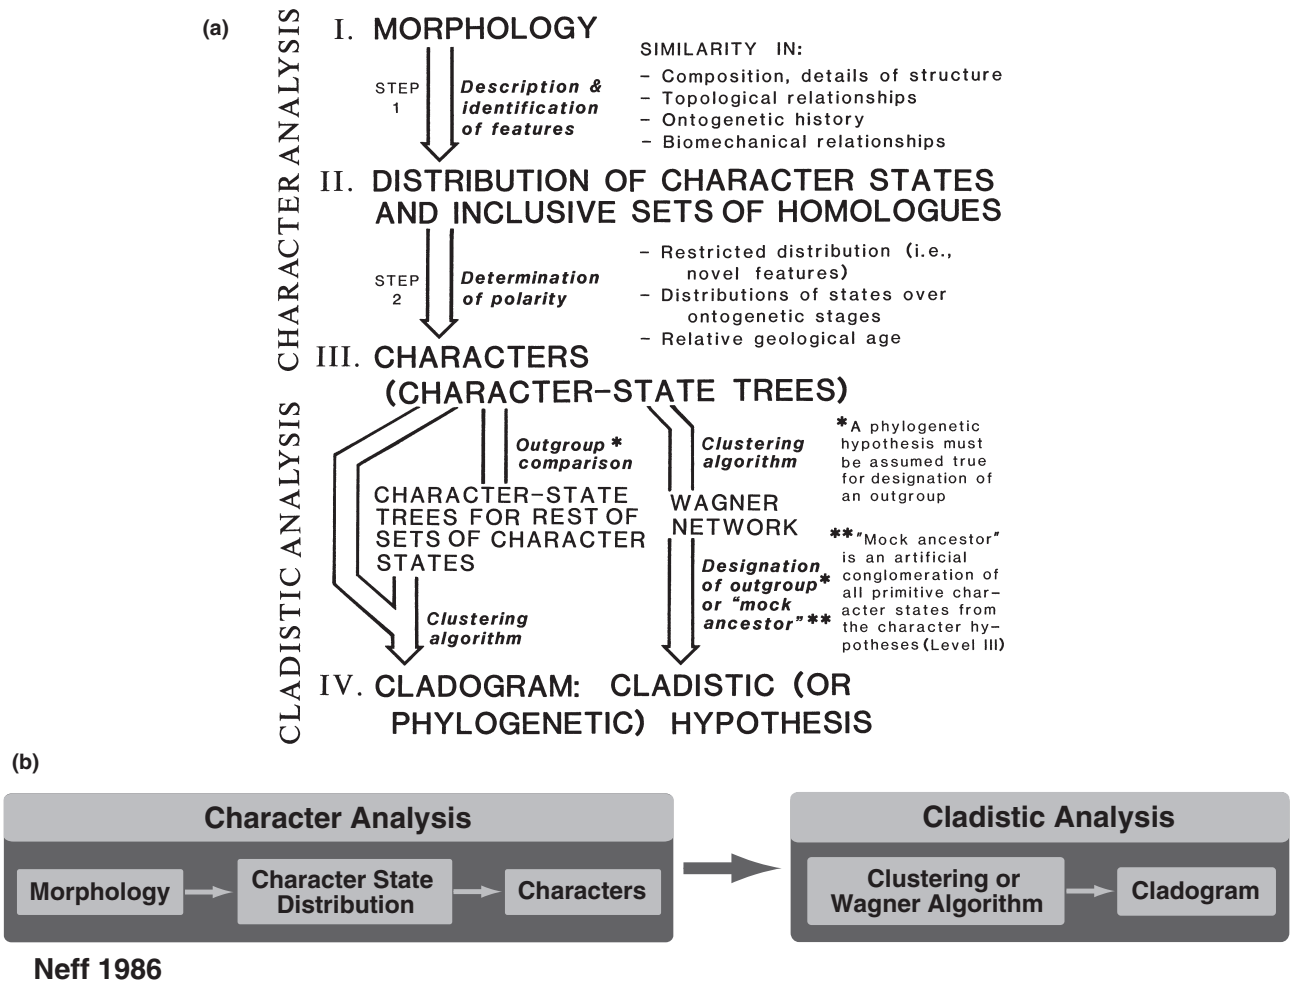 (a)
CHARACTER ANALYSIS
I. MORPHOLOGY
STEP
1
Description &
identification
of features
SIMILARITY IN:
– Composition, details of structure
– Topological relationships
– Ontogenetic history
– Biomechanical relationships
II. DISTRIBUTION OF CHARACTER STATES
AND INCLUSIVE SETS OF HOMOLOGUES
STEP
2
Determination
of polarity
– Restricted distribution (i.e.,
novel features)
– Distributions of states over
ontogenetic stages
– Relative geological age
III. CHARACTERS
(CHARACTER–STATE TREES)
CLADISTIC ANALYSIS
Outgroup *
comparison
CHARACTER–STATE
TREES FOR REST OF
SETS OF CHARACTER
STATES
Clustering
algorithm
Clustering
algorithm
WAGNER
NETWORK
Designation
of outgroup*
or "mock
ancestor"**
*A phylogenetic
hypothesis must
be assumed true
for designation of
an outgroup
**"Mock ancestor"
is an artificial
conglomeration of
all primitive char–
acter states from
the character hy–
potheses (Level III)
IV. CLADOGRAM: CLADISTIC (OR
PHYLOGENETIC) HYPOTHESIS
(b)
Character Analysis
Morphology
Character State
Distribution
Characters
Cladistic Analysis
Clustering or
Wagner Algorithm
Cladogram
Neff 1986